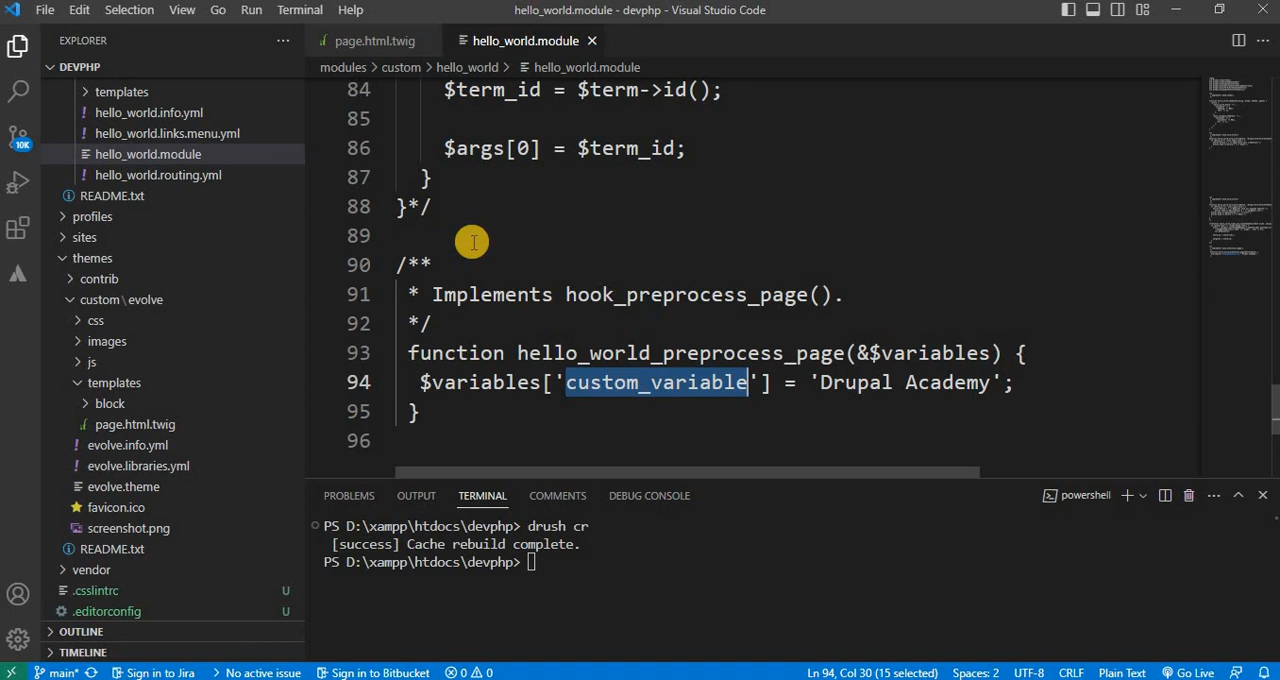 File Edit Selection View Go Run Terminal Help hello_world.module - devphp - Visual Studio Code
EXPLORER
DEVPHP
templates
hello_world.info.yml
hello_world.links.menu.yml
hello_world.module
hello_world.routing.yml
README.txt
profiles
sites
themes
contrib
custom\evolve
css
images
js
templates
block
page.html.twig
evolve.info.yml
evolve.libraries.yml
evolve.theme
favicon.ico
screenshot.png
README.txt
vendor
.csslintrc U
.editorconfig U
OUTLINE
TIMELINE
10K
page.html.twig hello_world.module
modules > custom > hello_world > hello_world.module
84 $term_id = $term->id();
85
86 $args[0] = $term_id;
87 }
88 }*/
89
90 /**
91 * Implements hook_preprocess_page().
92 */
93 function hello_world_preprocess_page(&$variables) {
94 $variables['custom_variable'] = 'Drupal Academy';
95 }
96
PROBLEMS OUTPUT TERMINAL COMMENTS DEBUG CONSOLE powershell
PS D:\xampp\htdocs\devphp> drush cr
[success] Cache rebuild complete.
PS D:\xampp\htdocs\devphp>
main* Sign in to Jira No active issue Sign in to Bitbucket 0 0 Ln 94, Col 30 (15 selected) Spaces: 2 UTF-8 CRLF Plain Text Go Live